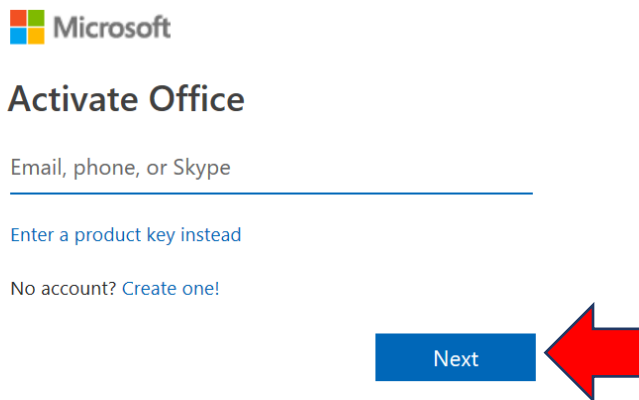 Microsoft
Activate Office
Email, phone, or Skype
Enter a product key instead
No account? Create one!
Next